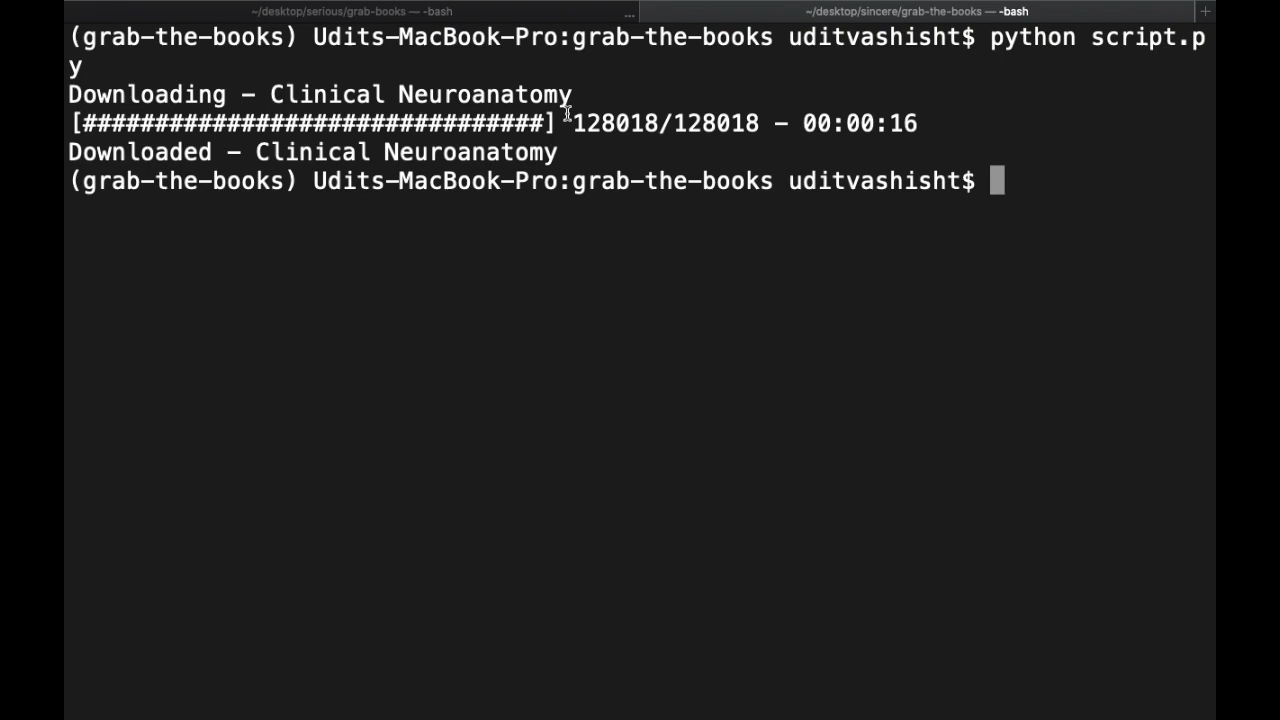 ~/desktop/serious/grab-books — -bash ... ~/desktop/sincere/grab-the-books — -bash +
(grab-the-books) Udits-MacBook-Pro:grab-the-books uditvashisht$ python script.p
y
Downloading - Clinical Neuroanatomy
[################################] 128018/128018 - 00:00:16
Downloaded - Clinical Neuroanatomy
(grab-the-books) Udits-MacBook-Pro:grab-the-books uditvashisht$